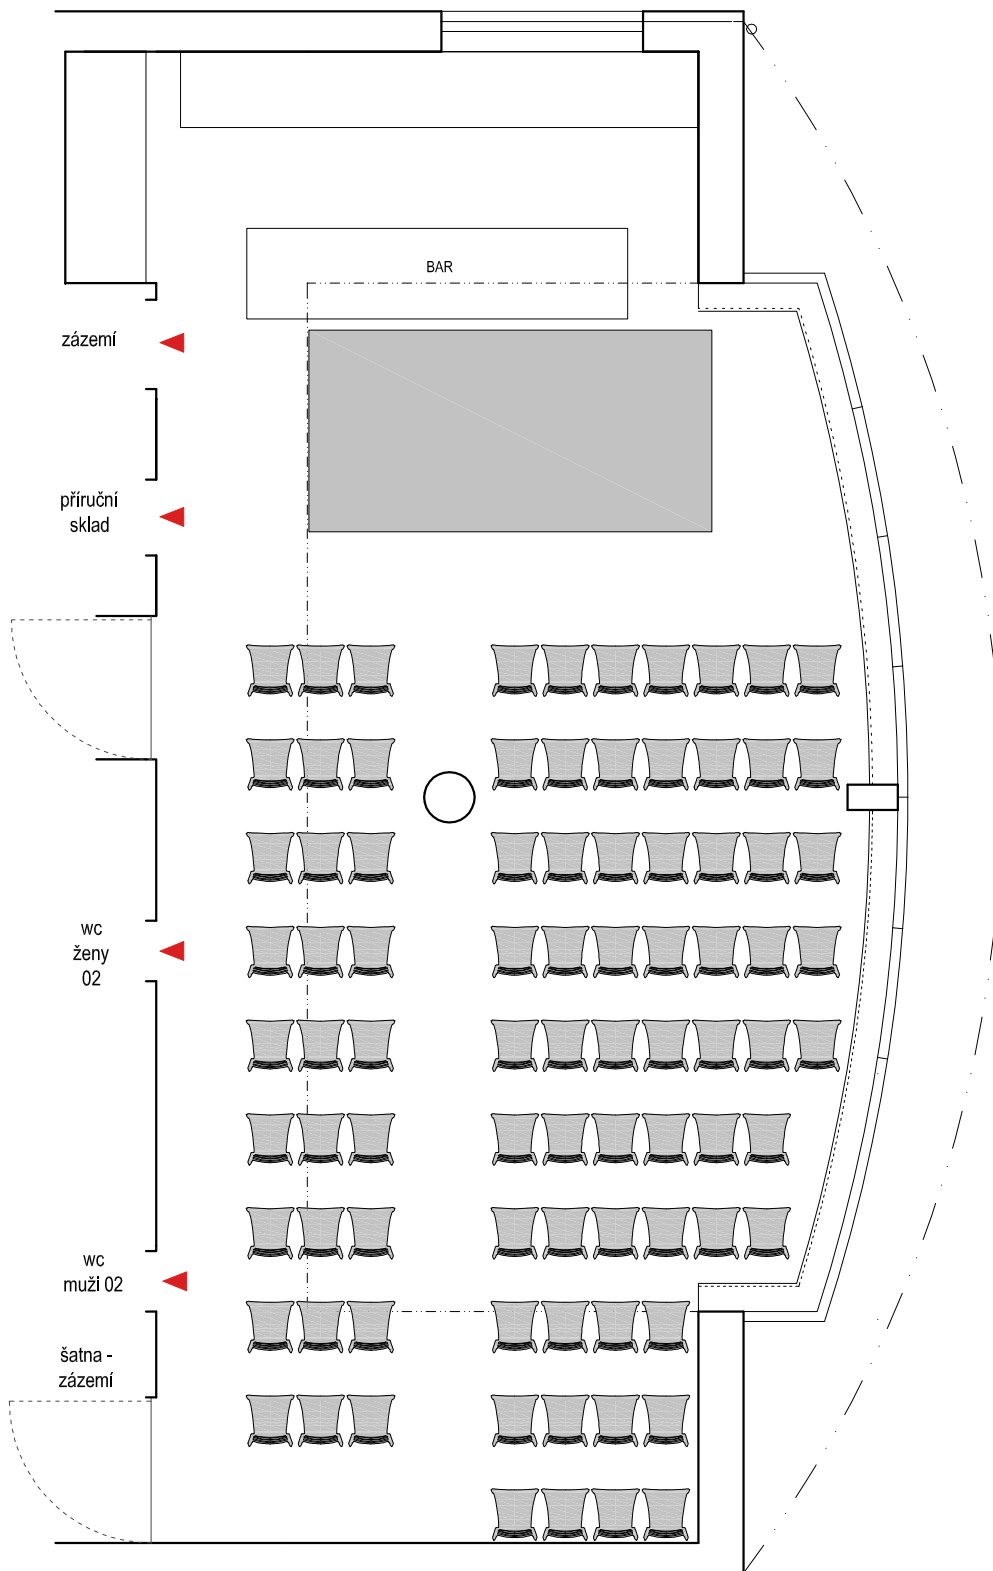 BAR
zázemí
příruční
sklad
wc
ženy
02
wc
muži 02
šatna -
zázemí